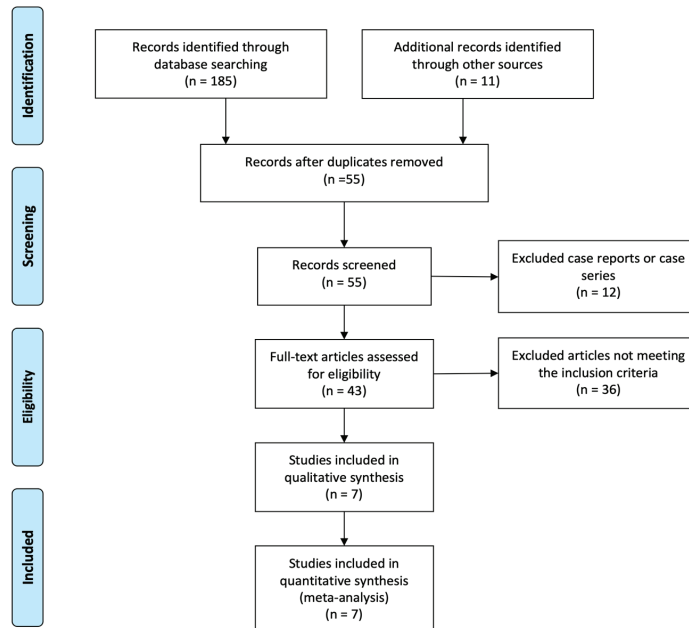 Identification
Records identified through
database searching
(n = 185)
Additional records identified
through other sources
(n = 11)
Records after duplicates removed
(n =55)
Screening
Records screened
(n = 55)
Excluded case reports or case
series
(n = 12)
Eligibility
Full-text articles assessed
for eligibility
(n = 43)
Excluded articles not meeting
the inclusion criteria
(n = 36)
Studies included in
qualitative synthesis
(n = 7)
Included
Studies included in
quantitative synthesis
(meta-analysis)
(n = 7)